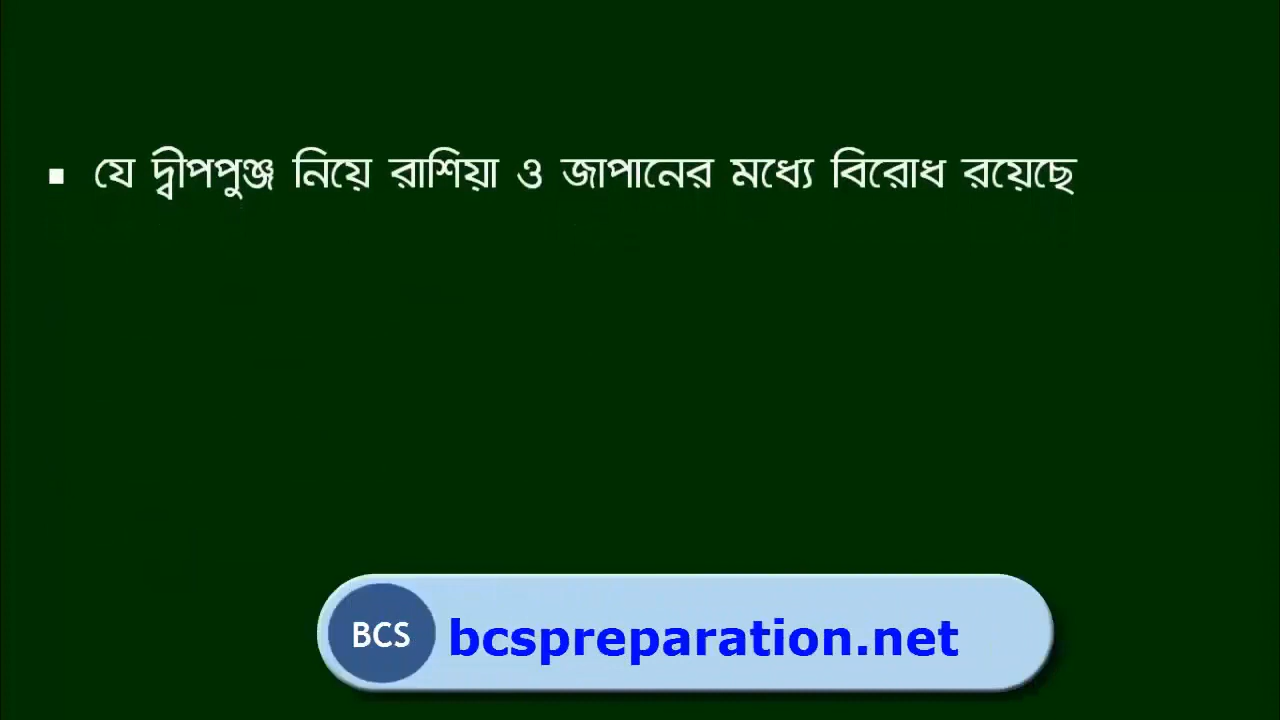 যে দ্বীপপুঞ্জ নিয়ে রাশিয়া ও জাপানের মধ্যে বিরোধ রয়েছে
BCS bcspreparation.net